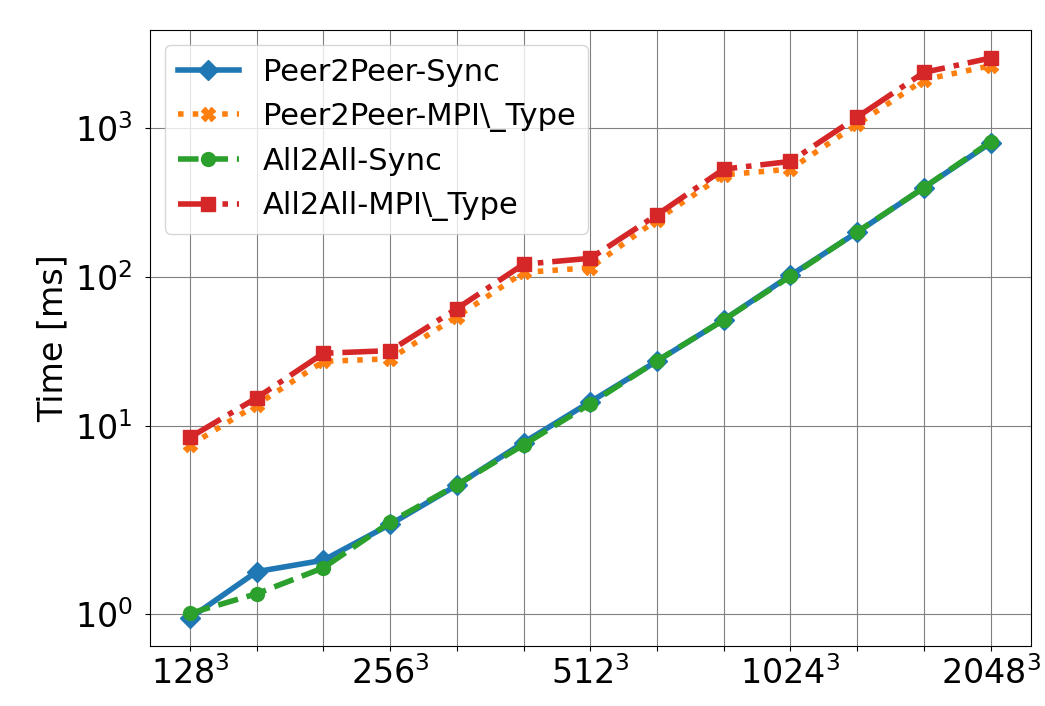 Peer2Peer-Sync
Peer2Peer-MPI\_Type
All2All-Sync
All2All-MPI\_Type
Time [ms]
10³
10²
10¹
10⁰
128³ 256³ 512³ 1024³ 2048³